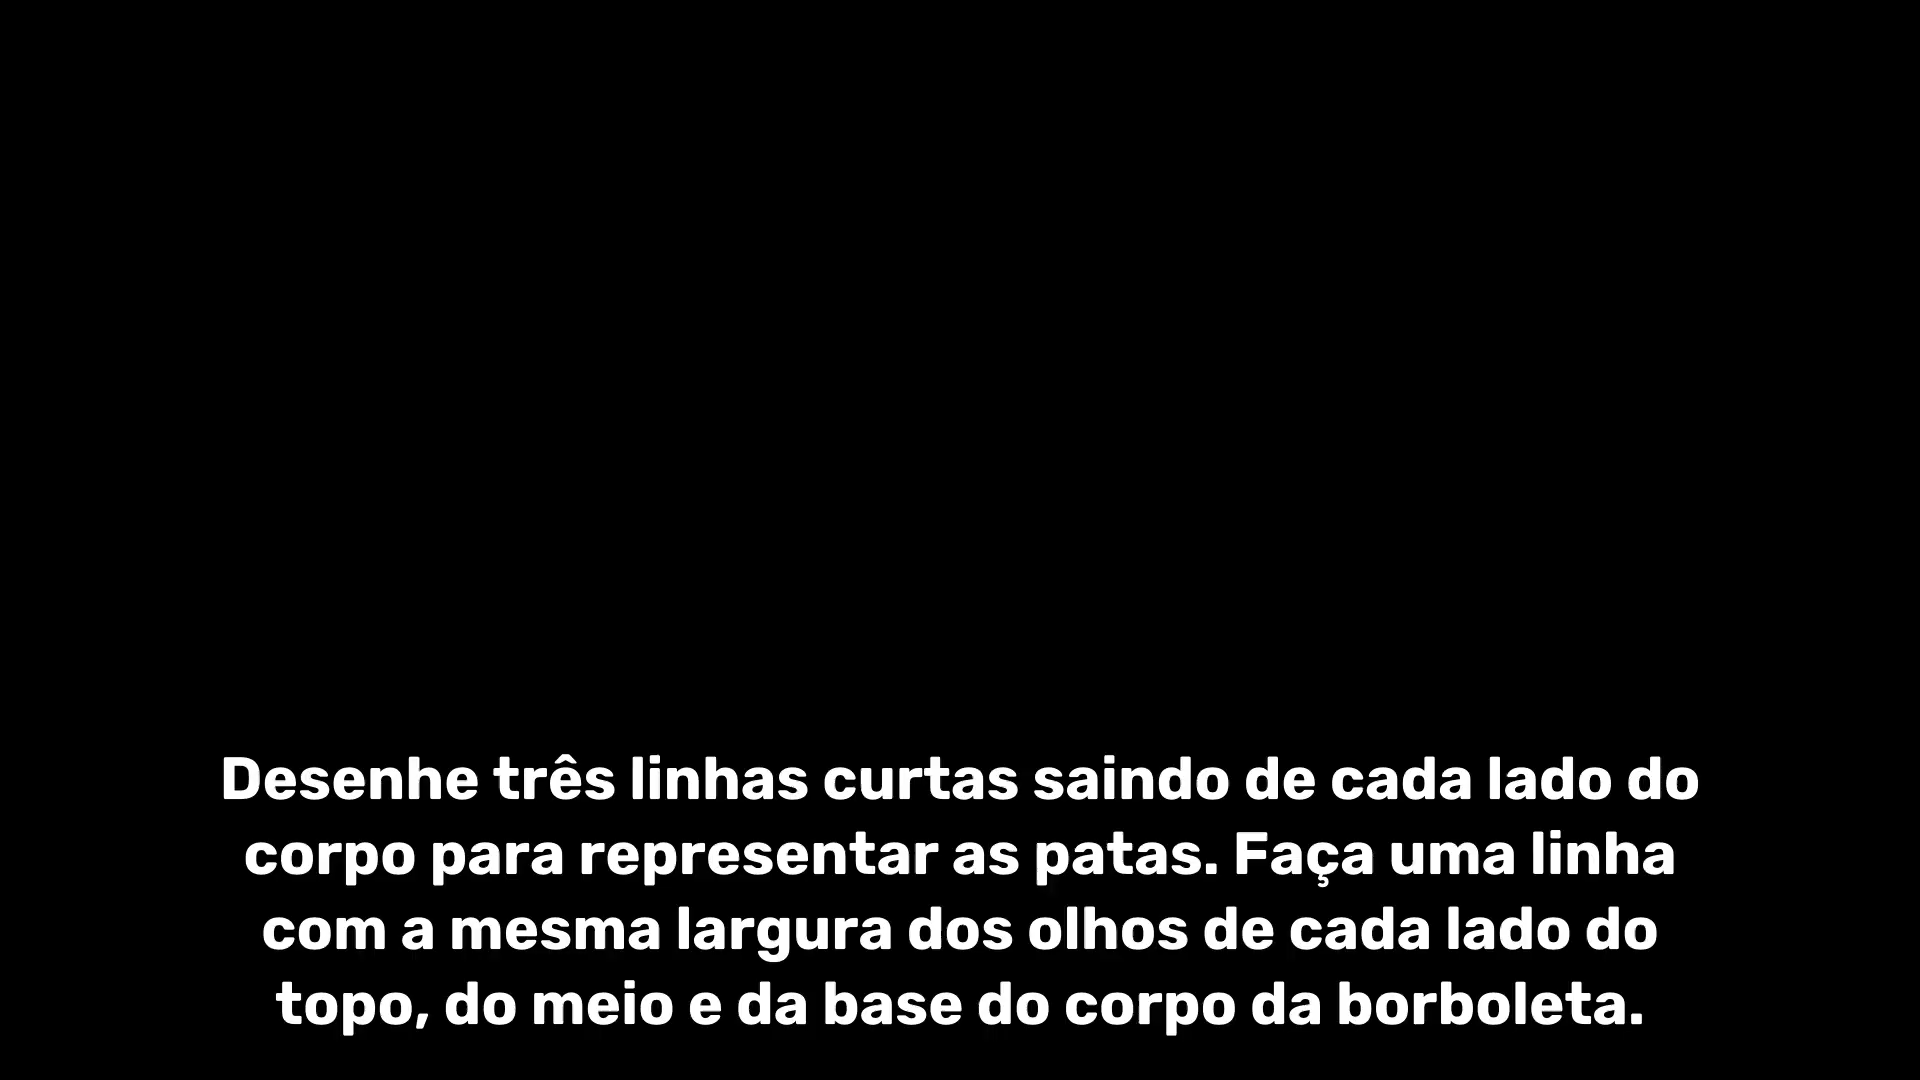 Desenhe três linhas curtas saindo de cada lado do
corpo para representar as patas. Faça uma linha
com a mesma largura dos olhos de cada lado do
topo, do meio e da base do corpo da borboleta.